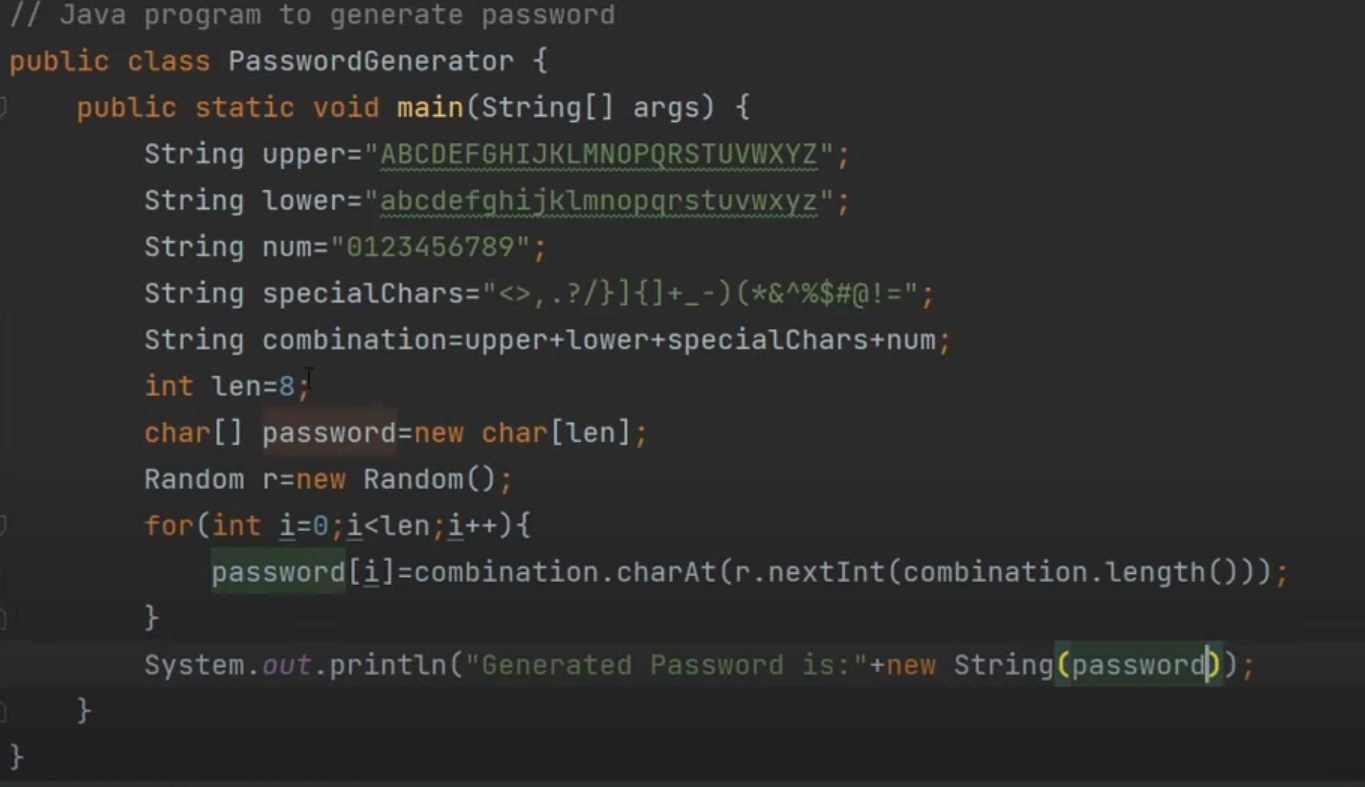 // Java program to generate password
public class PasswordGenerator {
    public static void main(String[] args) {
        String upper="ABCDEFGHIJKLMNOPQRSTUVWXYZ";
        String lower="abcdefghijklmnopqrstuvwxyz";
        String num="0123456789";
        String specialChars="<>,.?/}]{]+_-)(*&^%$#@!=";
        String combination=upper+lower+specialChars+num;
        int len=8;
        char[] password=new char[len];
        Random r=new Random();
        for(int i=0;i<len;i++){
            password[i]=combination.charAt(r.nextInt(combination.length()));
        }
        System.out.println("Generated Password is:"+new String(password));
    }
}